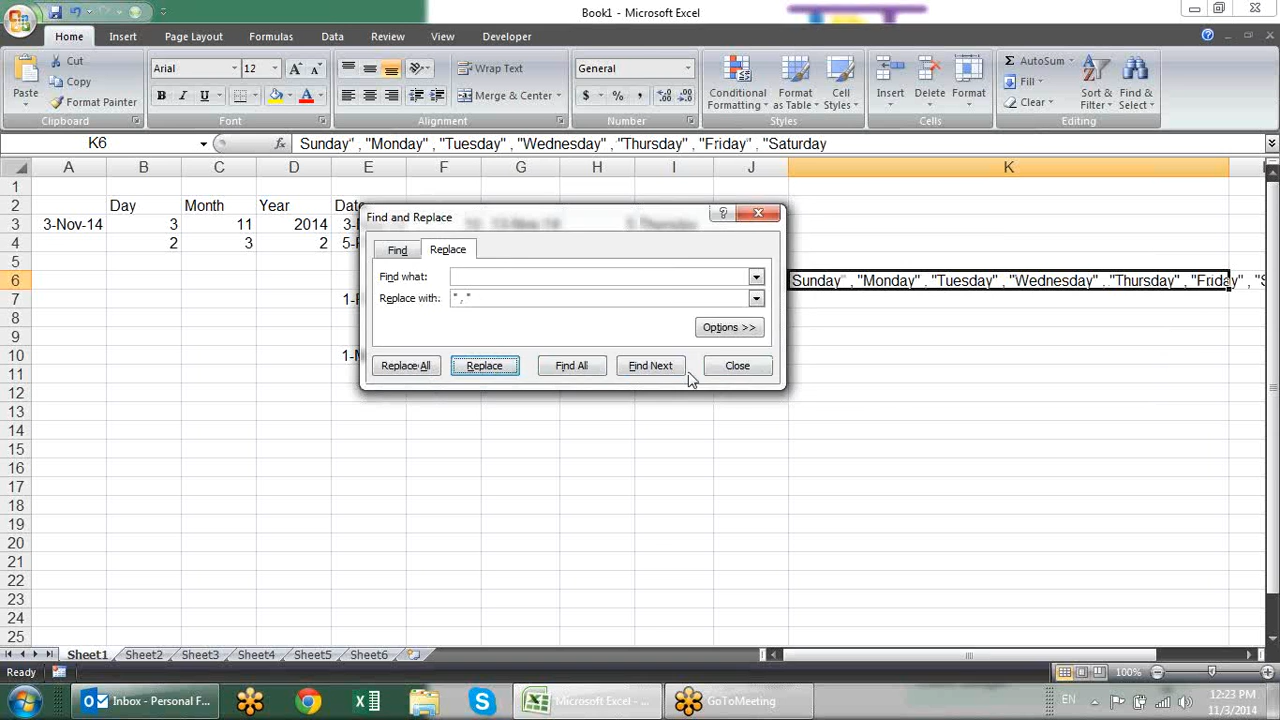 Book1 - Microsoft Excel
Home Insert Page Layout Formulas Data Review View Developer
Cut
Copy
Format Painter
Paste
Clipboard
Arial 12
B I U
Font
Wrap Text
Merge & Center
Alignment
General
$ % ,
Number
Conditional Formatting
Format as Table
Cell Styles
Styles
Insert Delete Format
Cells
AutoSum
Fill
Clear
Sort & Filter
Find & Select
Editing
K6
fx Sunday" , "Monday" , "Tuesday" , "Wednesday" , "Thursday" , "Friday" , "Saturday
A B C D E F G H I J K
1
2 Day Month Year Date
3 3-Nov-14 3 11 2014
4 2 3 2
5
6 Sunday" , "Monday" , "Tuesday" , "Wednesday" , "Thursday" , "Friday" , "S
7
8
9
10
11
12
13
14
15
16
17
18
19
20
21
22
23
24
25
Find and Replace
Find Replace
Find what:
Replace with: " , "
Options >>
Replace All Replace Find All Find Next Close
Sheet1 Sheet2 Sheet3 Sheet4 Sheet5 Sheet6
Ready 100%
Inbox - Personal F...
Microsoft Excel - ...
GoToMeeting
EN
12:23 PM
11/3/2014